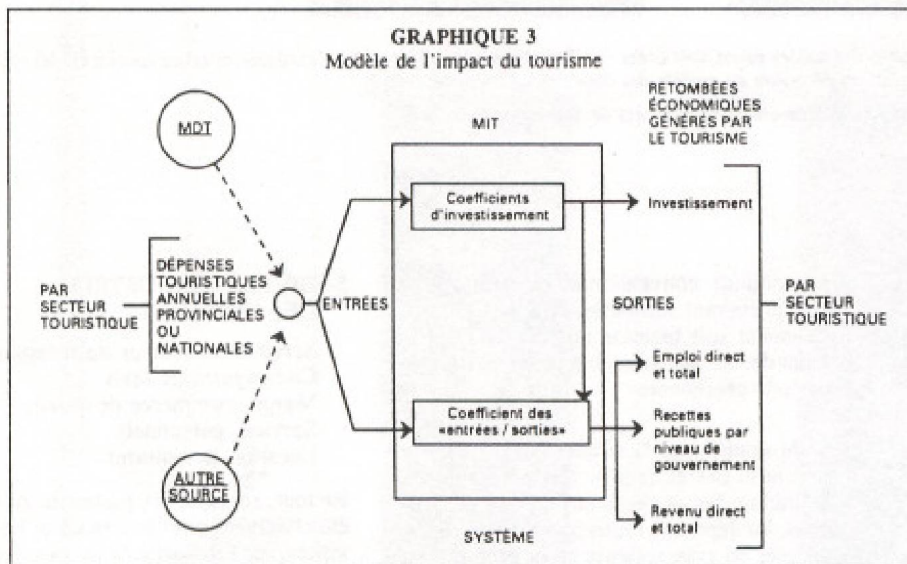 GRAPHIQUE 3
Modèle de l'impact du tourisme
MDT
MIT
RETOMBÉES
ÉCONOMIQUES
GÉNÉRÉS PAR
LE TOURISME
Coefficients
d'investissement
Investissement
PAR
SECTEUR
TOURISTIQUE
DÉPENSES
TOURISTIQUES
ANNUELLES
PROVINCIALES
OU
NATIONALES
ENTRÉES
SORTIES
PAR
SECTEUR
TOURISTIQUE
Coefficient des
«entrées / sorties»
Emploi direct
et total
Recettes
publiques par
niveau de
gouvernement
Revenu direct
et total
AUTRE
SOURCE
SYSTÈME